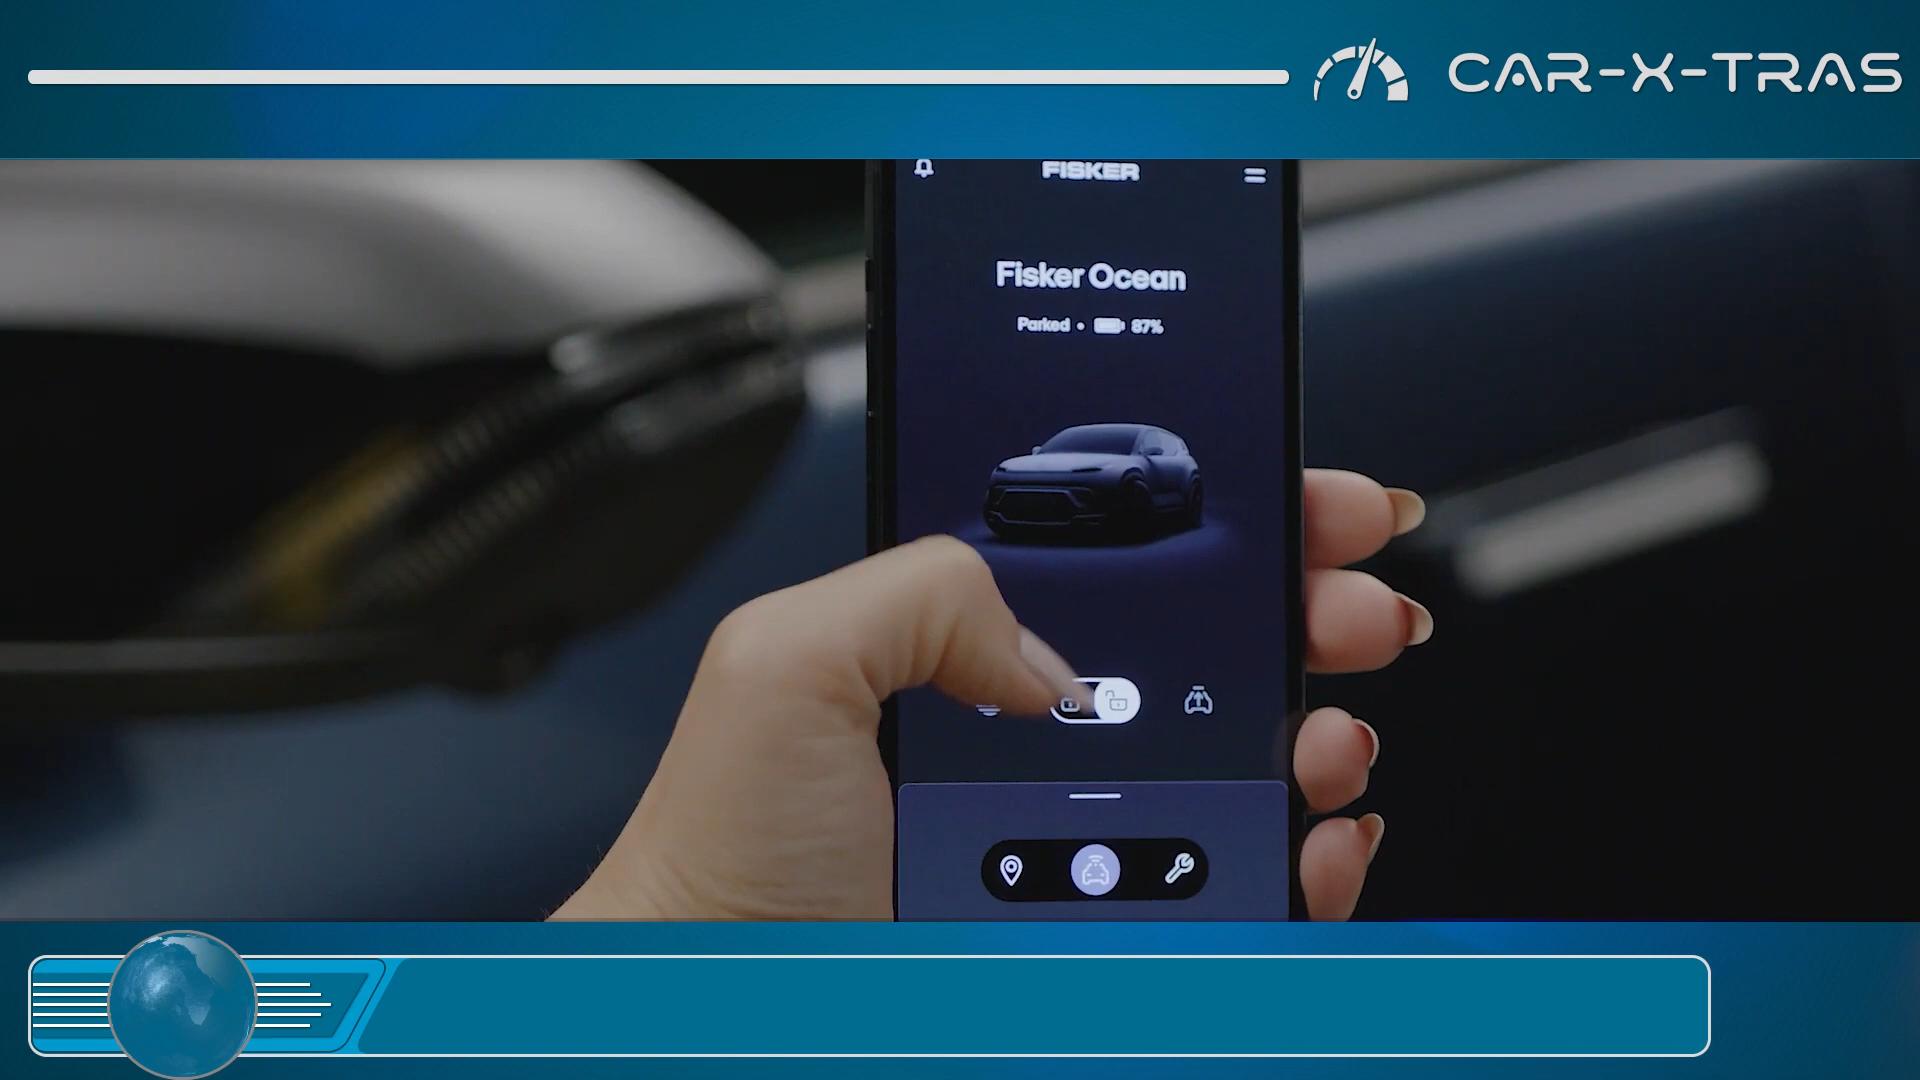 CAR-X-TRAS
FISKER
Fisker Ocean
Parked • 87%